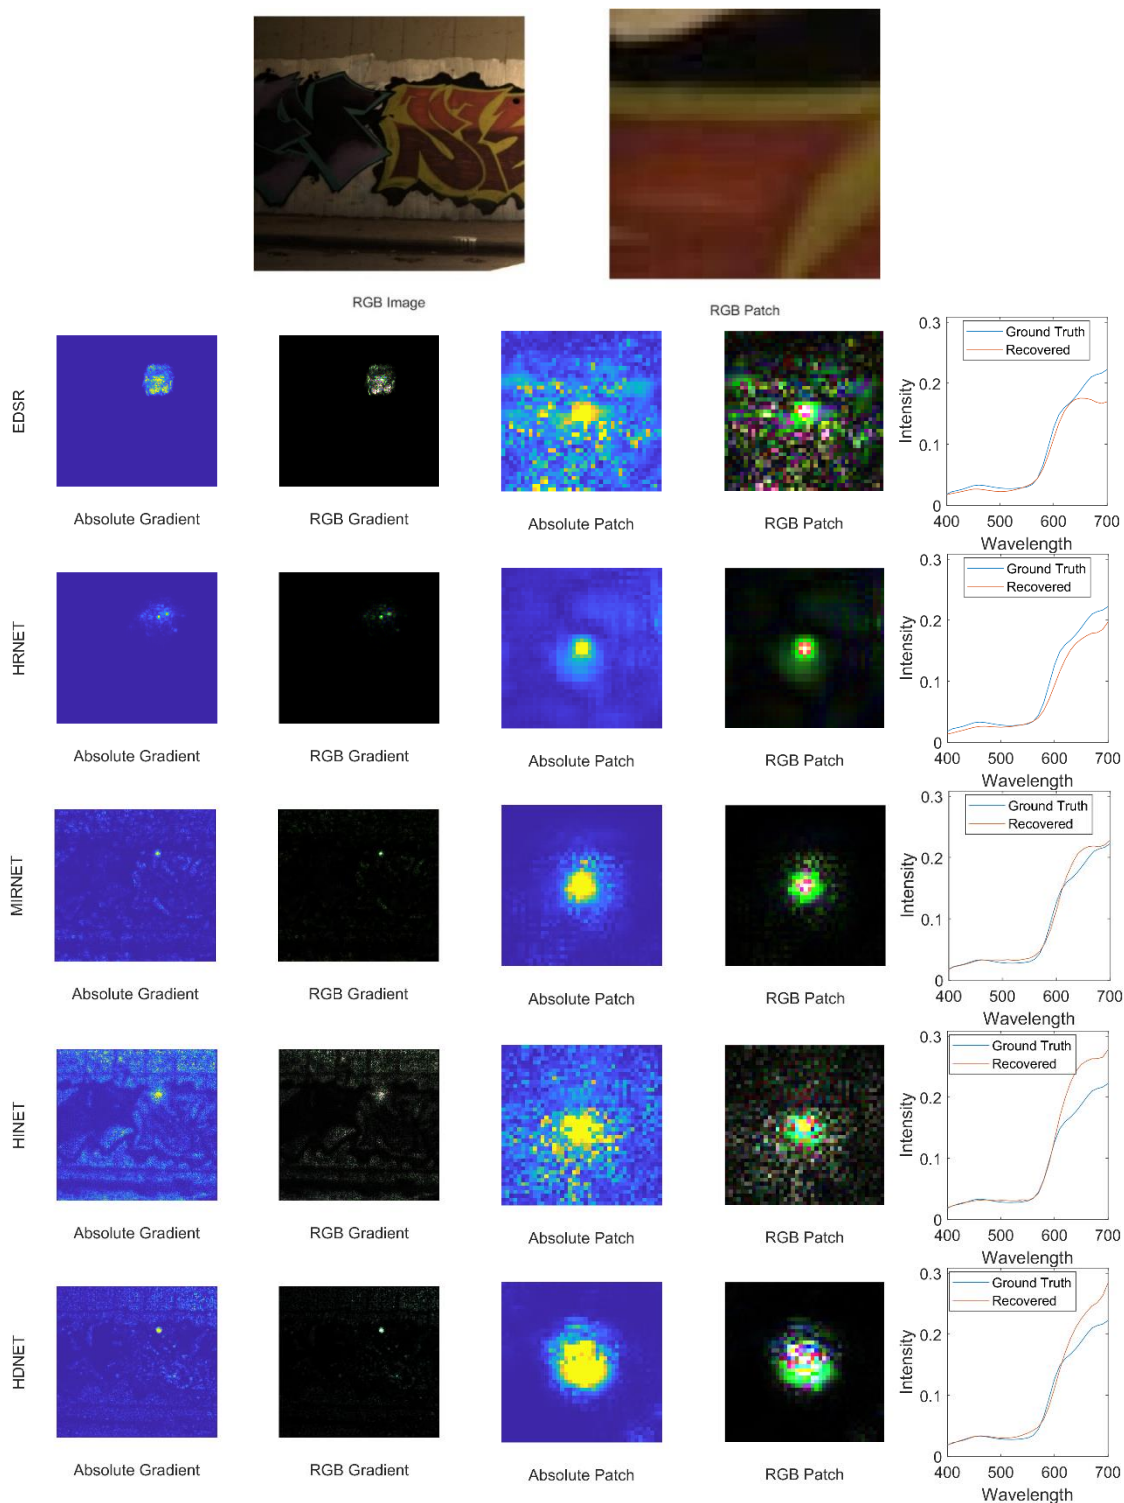 RGB Image
RGB Patch
EDSR
Absolute Gradient
RGB Gradient
Absolute Patch
RGB Patch
Intensity
0.3
0.2
0.1
0
Ground Truth
Recovered
400 500 600 700
Wavelength
HRNET
Absolute Gradient
RGB Gradient
Absolute Patch
RGB Patch
Intensity
0.3
0.2
0.1
0
Ground Truth
Recovered
400 500 600 700
Wavelength
MIRNET
Absolute Gradient
RGB Gradient
Absolute Patch
RGB Patch
Intensity
0.3
0.2
0.1
0
Ground Truth
Recovered
400 500 600 700
Wavelength
HINET
Absolute Gradient
RGB Gradient
Absolute Patch
RGB Patch
Intensity
0.3
0.2
0.1
0
Ground Truth
Recovered
400 500 600 700
Wavelength
HDNET
Absolute Gradient
RGB Gradient
Absolute Patch
RGB Patch
Intensity
0.3
0.2
0.1
0
Ground Truth
Recovered
400 500 600 700
Wavelength